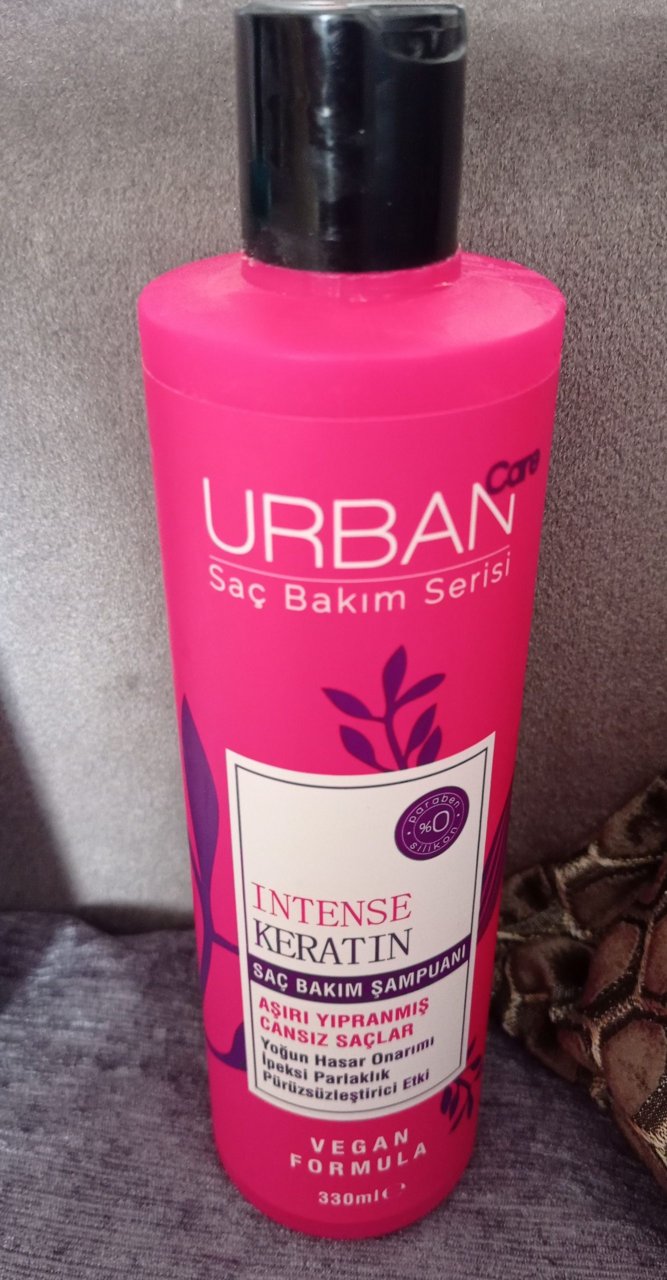 URBAN Care
Saç Bakım Serisi
paraben
%0
silikon
INTENSE
KERATIN
SAÇ BAKIM ŞAMPUANI
AŞIRI YIPRANMIŞ
CANSIZ SAÇLAR
Yoğun Hasar Onarımı
İpeksi Parlaklık
Pürüzsüzleştirici Etki
VEGAN
FORMULA
330ml e